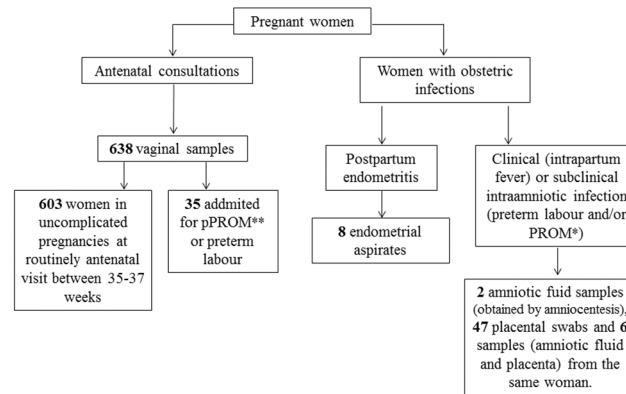 Pregnant women
Antenatal consultations
Women with obstetric
infections
638 vaginal samples
603 women in
uncomplicated
pregnancies at
routinely antenatal
visit between 35-37
weeks
35 addmited
for pPROM**
or preterm
labour
Postpartum
endometritis
8 endometrial
aspirates
Clinical (intrapartum
fever) or subclinical
intraamniotic infection
(preterm labour and/or
PROM*)
2 amniotic fluid samples
(obtained by amniocentesis),
47 placental swabs and 6
samples (amniotic fluid
and placenta) from the
same woman.